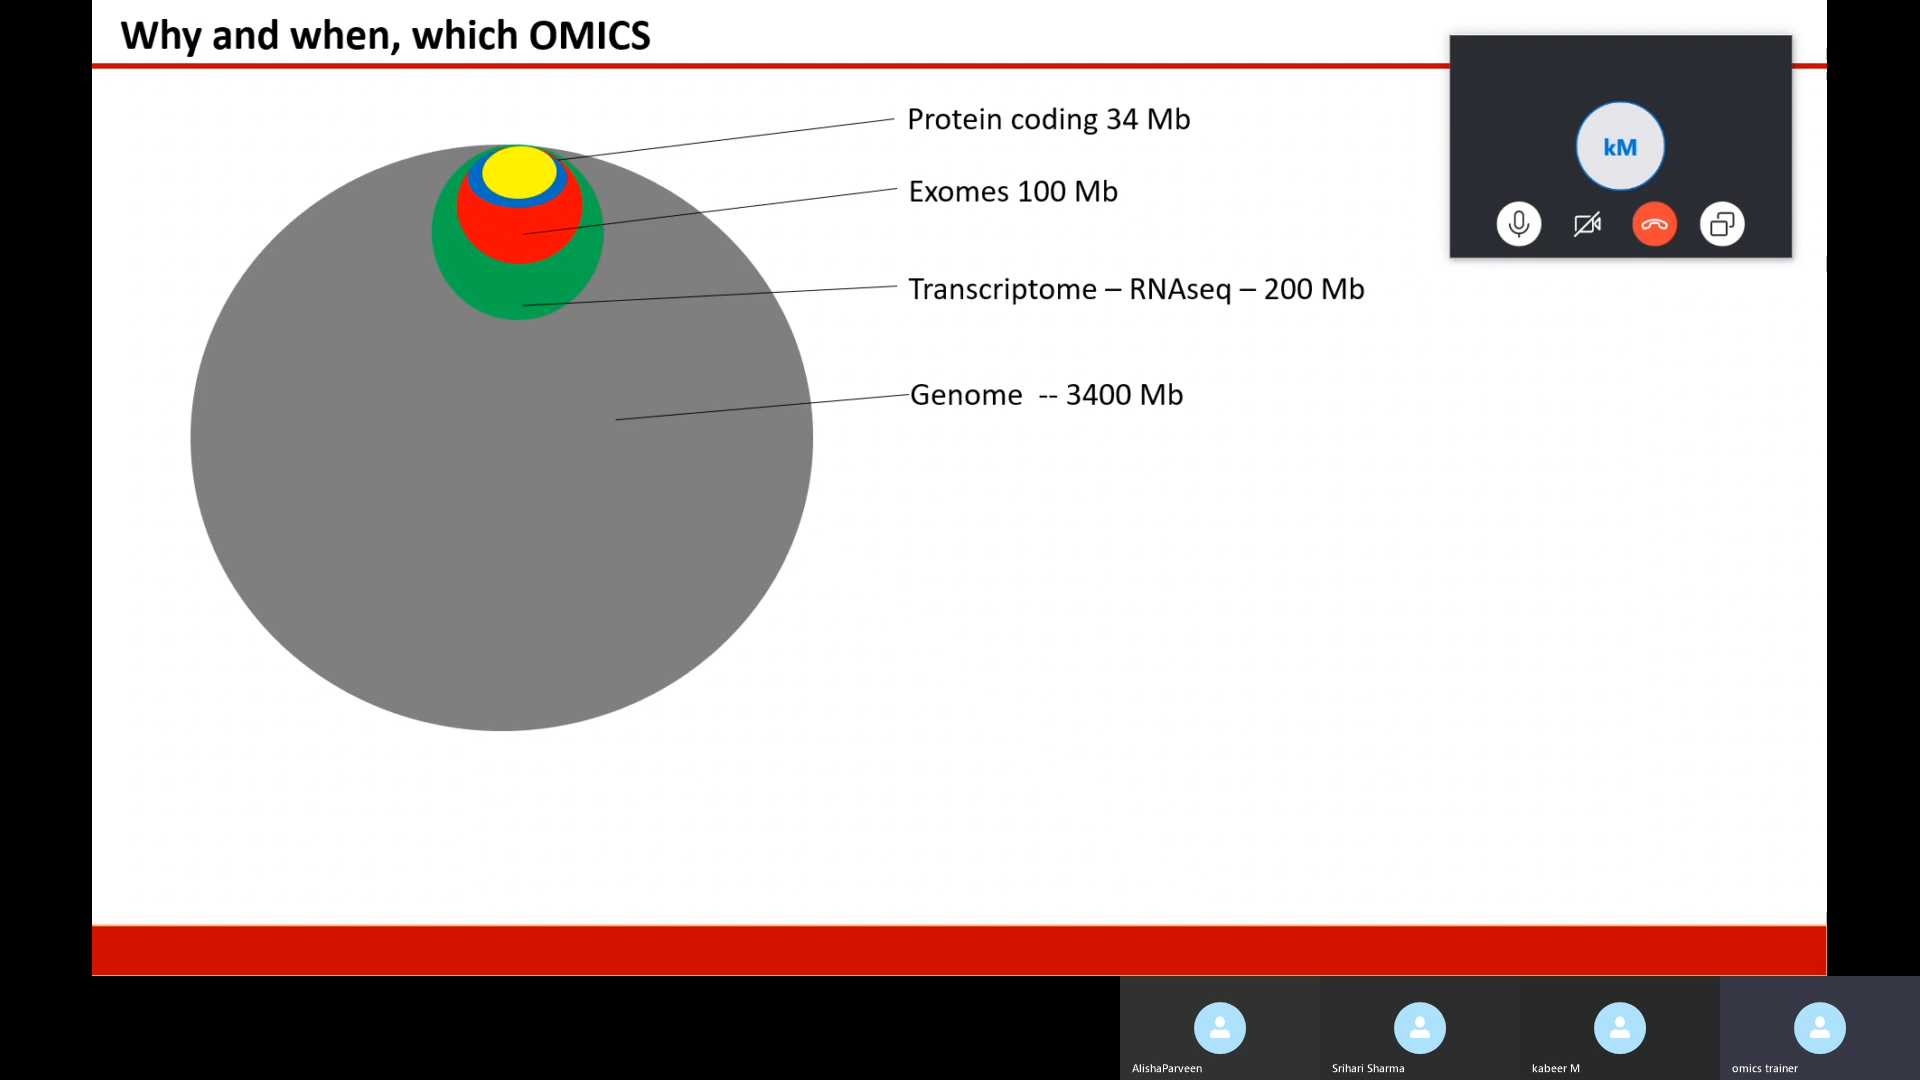 Why and when, which OMICS
kM
Protein coding 34 Mb
Exomes 100 Mb
Transcriptome – RNAseq – 200 Mb
Genome -- 3400 Mb
AlishaParveen
Srihari Sharma
kabeer M
omics trainer